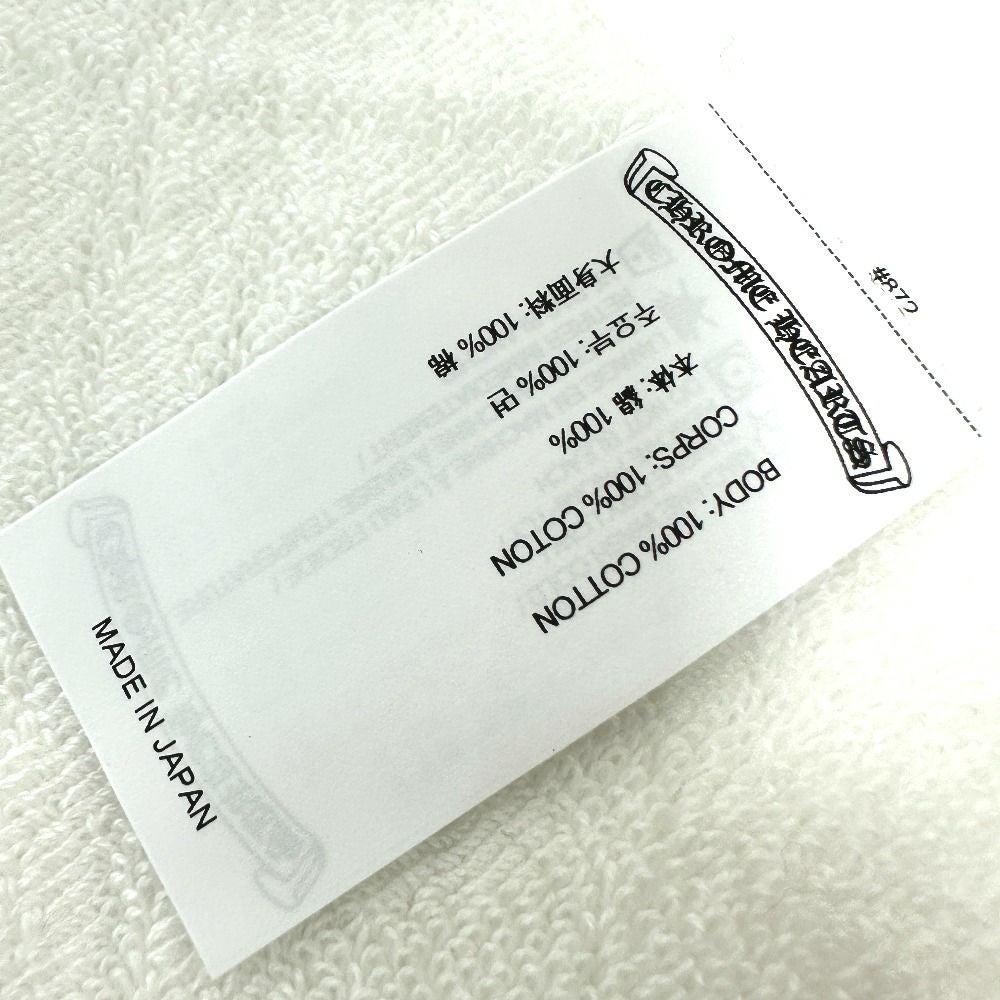 #872
CHROME HEARTS
BODY: 100% COTTON
CORPS: 100% COTON
本体: 綿 100%
주요부: 100% 면
大身面料: 100% 棉
MADE IN JAPAN